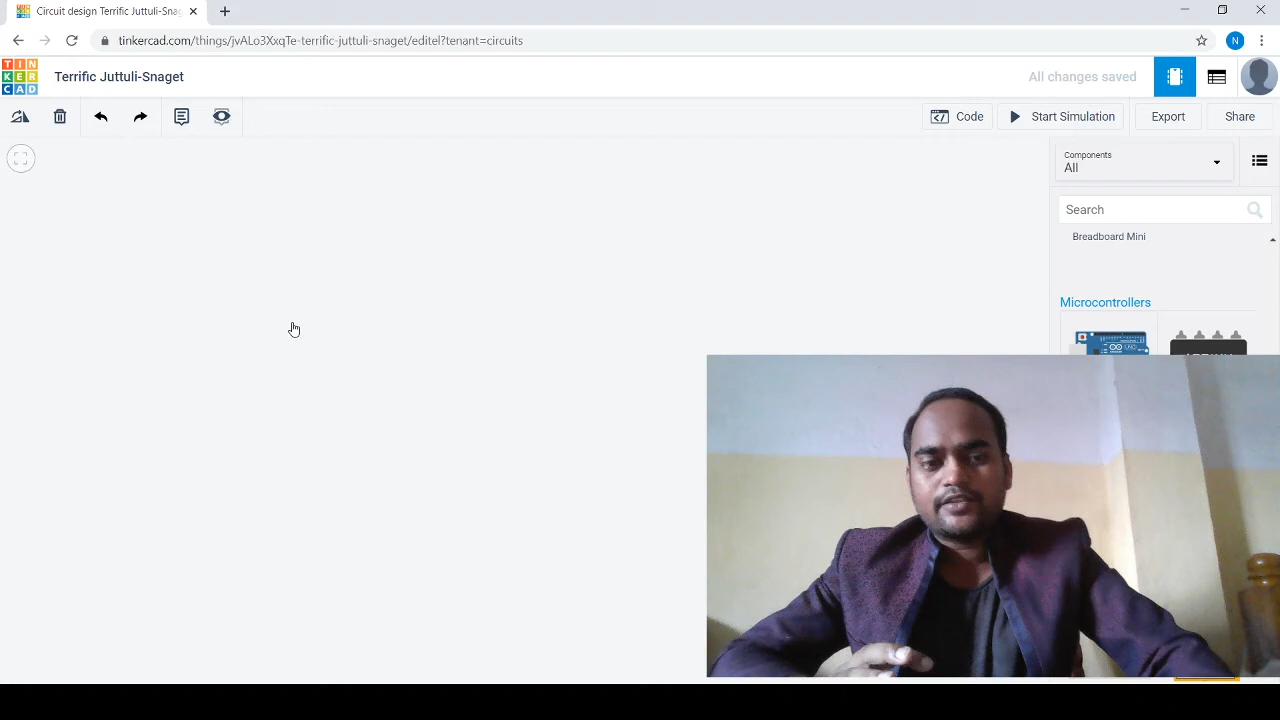 Circuit design Terrific Juttuli-Snag
tinkercad.com/things/jvALo3XxqTe-terrific-juttuli-snaget/editel?tenant=circuits
N
TIN
KER
CAD
Terrific Juttuli-Snaget
All changes saved
Code
Start Simulation
Export
Share
Components
All
Search
Breadboard Mini
Microcontrollers
UNO